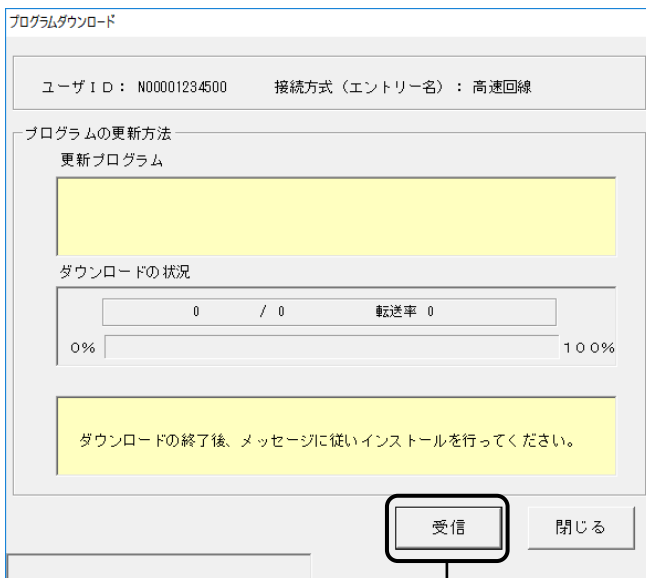 プログラムダウンロード
ユーザID: N00001234500 接続方式(エントリー名): 高速回線
プログラムの更新方法
更新プログラム
ダウンロードの状況
0 / 0 転送率 0
0% 100%
ダウンロードの終了後、メッセージに従いインストールを行ってください。
受信 閉じる